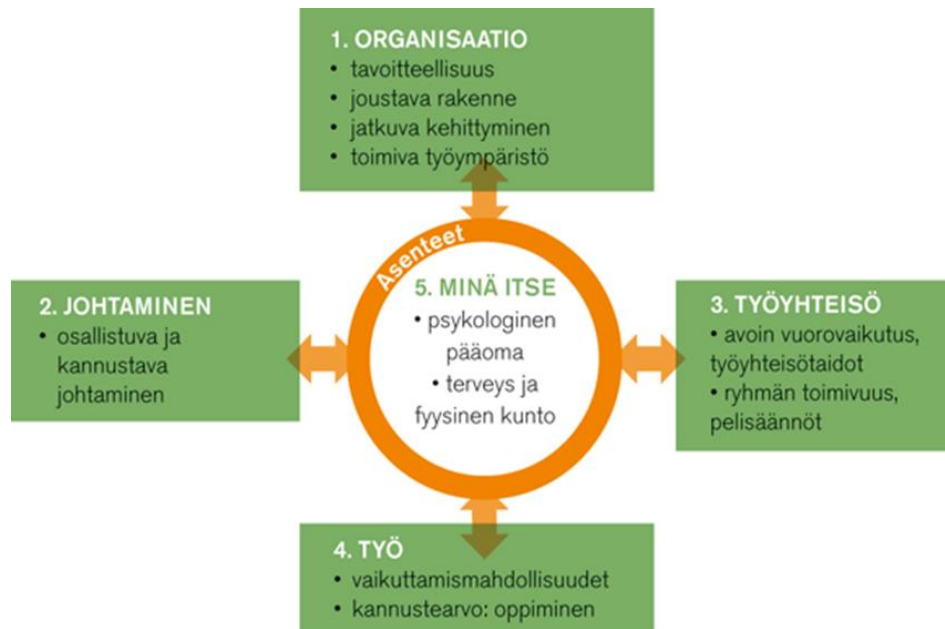 1. ORGANISAATIO
• tavoitteellisuus
• joustava rakenne
• jatkuva kehittyminen
• toimiva työympäristö
Asenteet
2. JOHTAMINEN
• osallistuva ja
kannustava
johtaminen
5. MINÄ ITSE
• psykologinen
pääoma
• terveys ja
fyysinen kunto
3. TYÖYHTEISÖ
• avoin vuorovaikutus,
työyhteisötaidot
• ryhmän toimivuus,
pelisäännöt
4. TYÖ
• vaikuttamismahdollisuudet
• kannustearvo: oppiminen